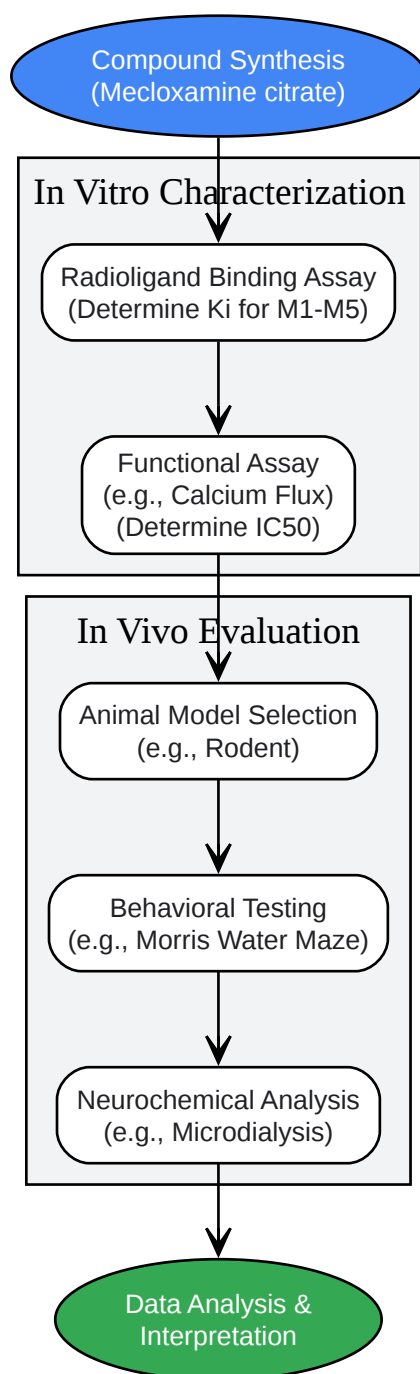 Compound Synthesis
(Mecloxamine citrate)
In Vitro Characterization
Radioligand Binding Assay
(Determine Ki for M1-M5)
Functional Assay
(e.g., Calcium Flux)
(Determine IC50)
In Vivo Evaluation
Animal Model Selection
(e.g., Rodent)
Behavioral Testing
(e.g., Morris Water Maze)
Neurochemical Analysis
(e.g., Microdialysis)
Data Analysis &
Interpretation